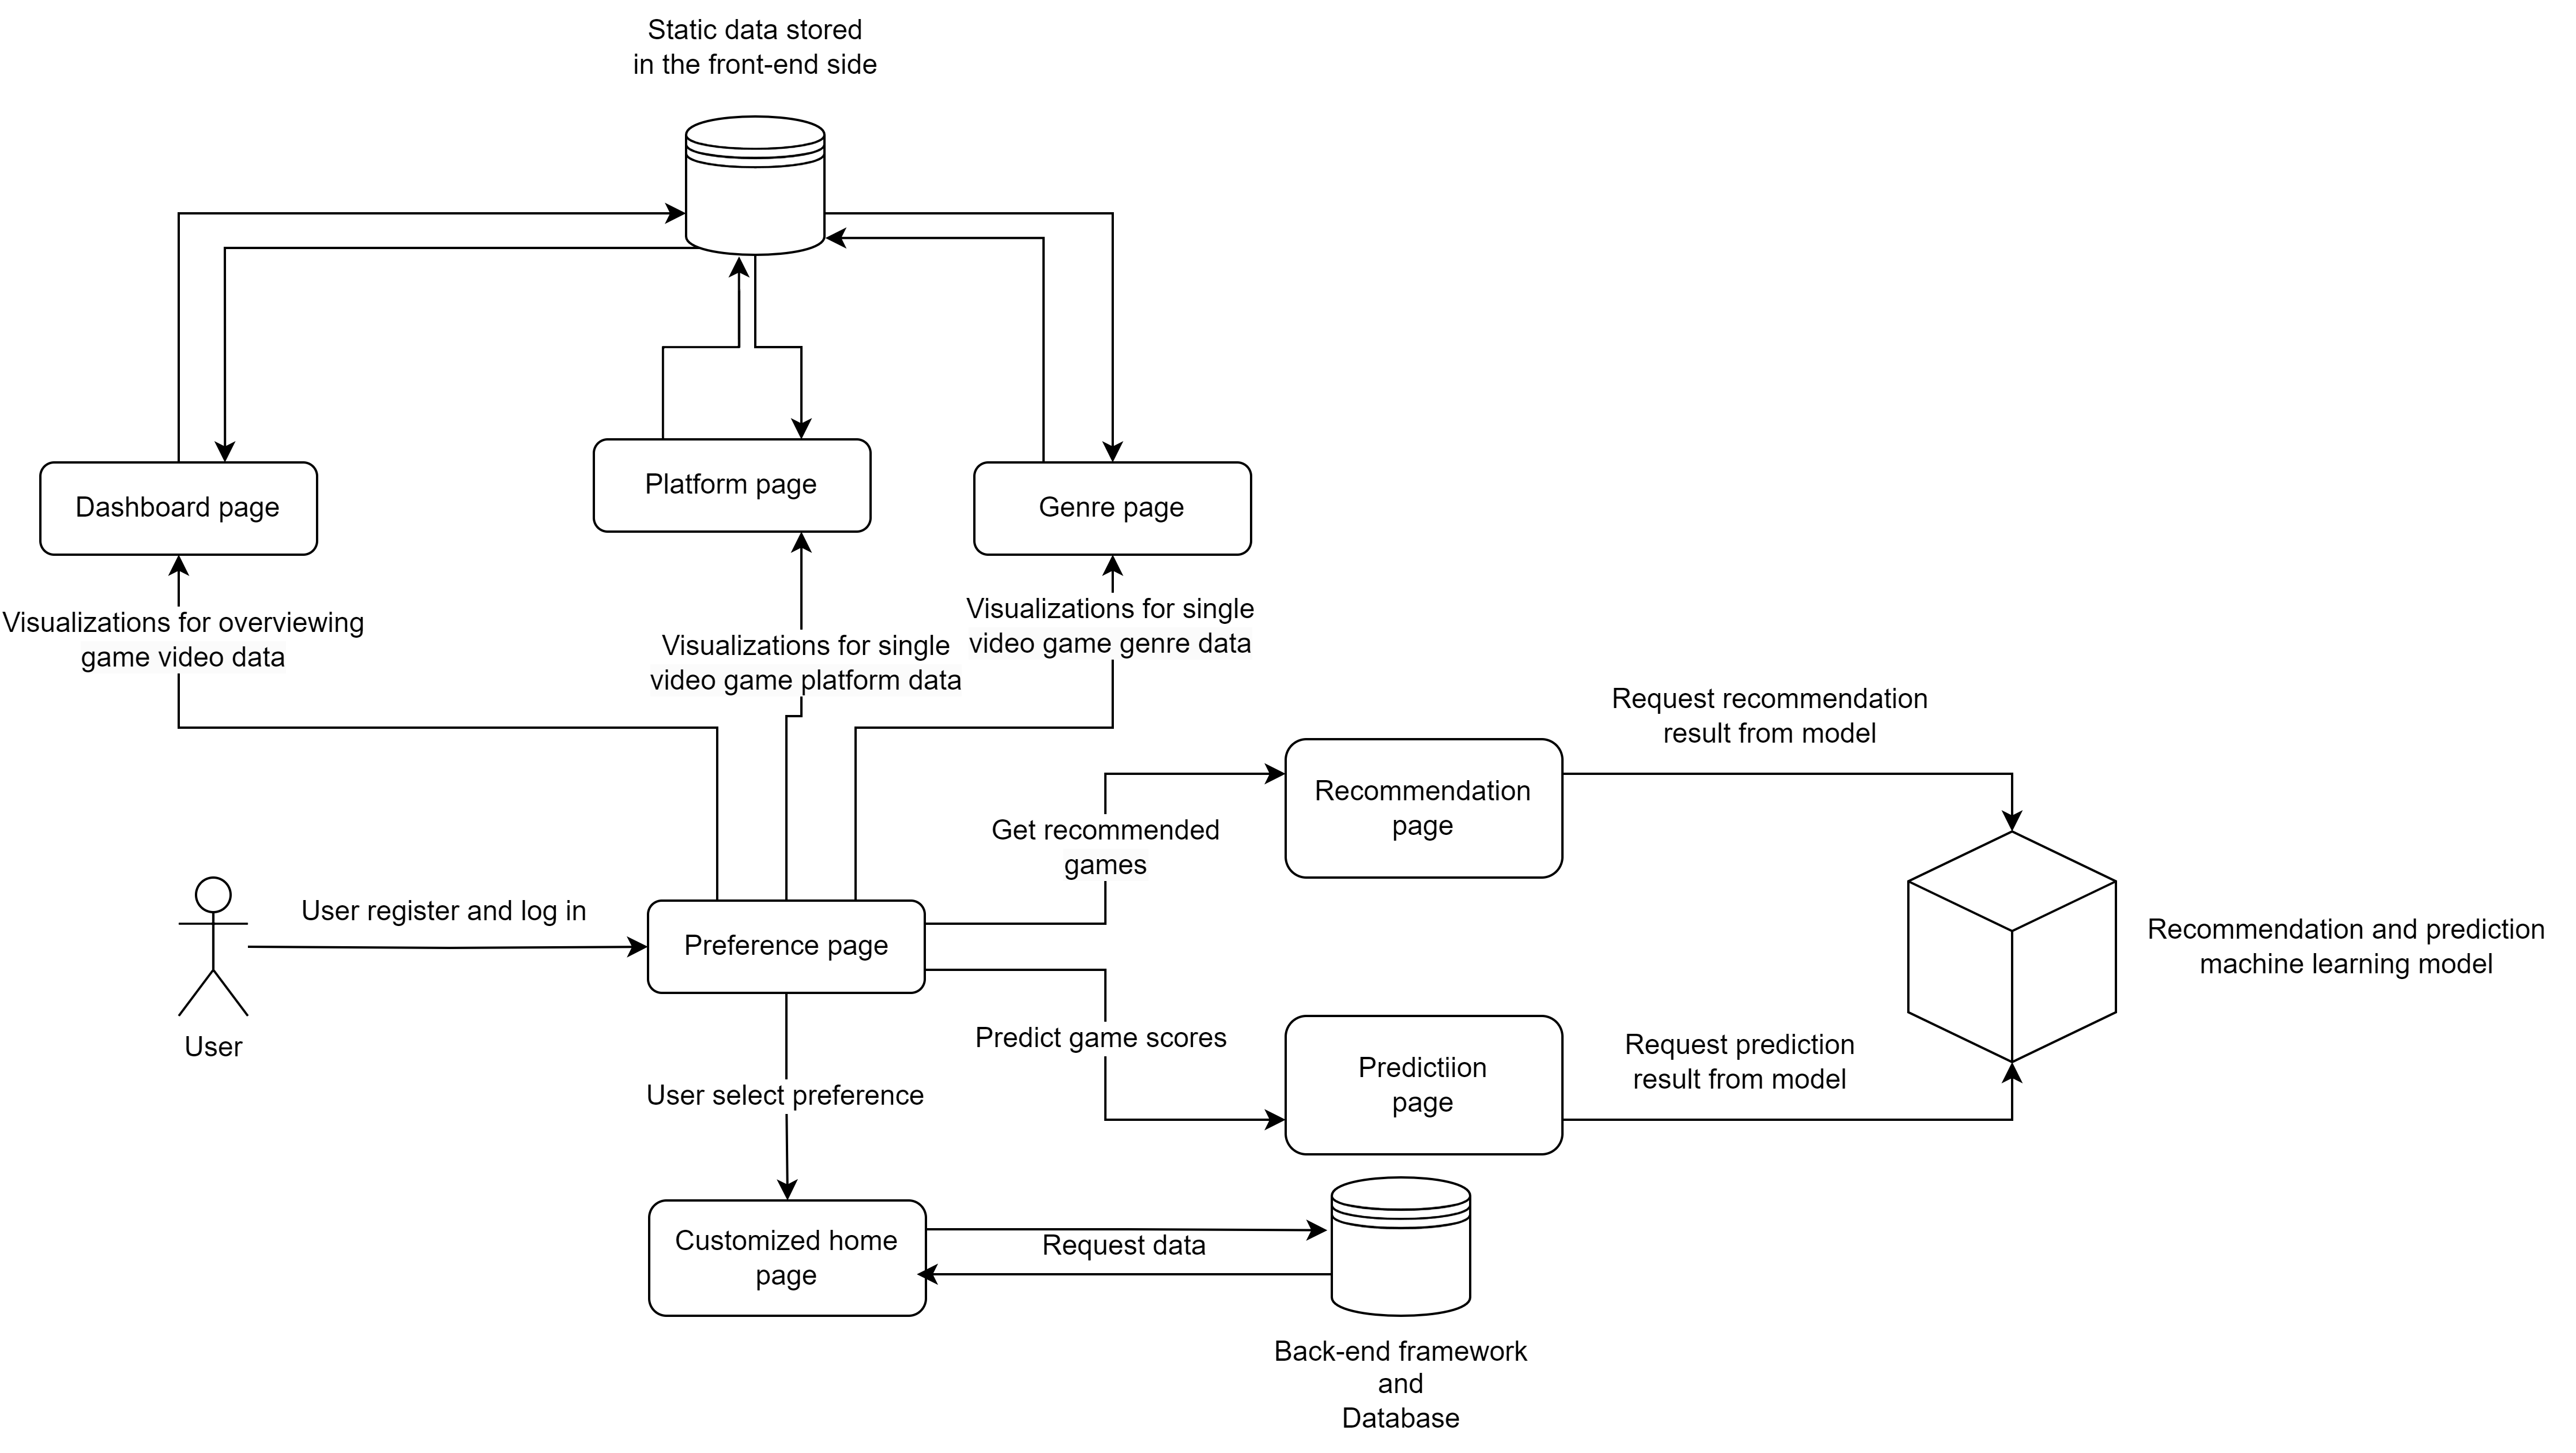 Static data stored
in the front-end side
Dashboard page
Platform page
Genre page
Visualizations for overviewing
game video data
Visualizations for single
video game platform data
Visualizations for single
video game genre data
Request recommendation
result from model
Recommendation
page
Get recommended
games
User register and log in
Preference page
Recommendation and prediction
machine learning model
User
Predict game scores
Predictiion
page
Request prediction
result from model
User select preference
Customized home
page
Request data
Back-end framework
and
Database